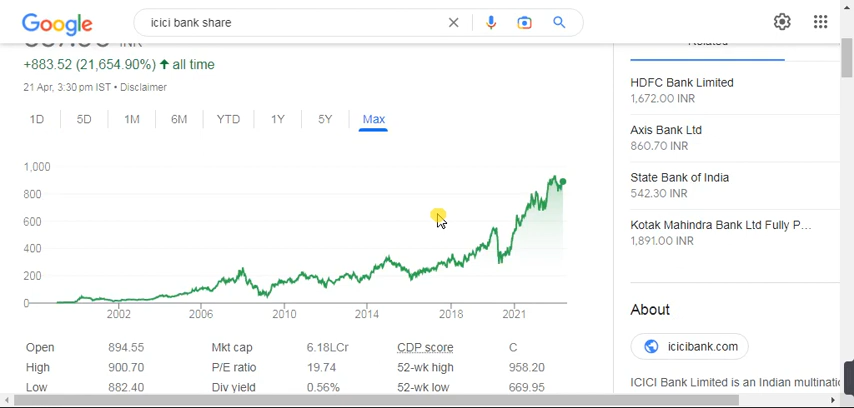 Google
icici bank share
INR
+883.52 (21,654.90%) ↑ all time
21 Apr, 3:30 pm IST • Disclaimer
1D 5D 1M 6M YTD 1Y 5Y Max
1,000
800
600
400
200
0
2002 2006 2010 2014 2018 2021
Open 894.55 Mkt cap 6.18LCr CDP score C
High 900.70 P/E ratio 19.74 52-wk high 958.20
Low 882.40 Div yield 0.56% 52-wk low 669.95
Related
HDFC Bank Limited
1,672.00 INR
Axis Bank Ltd
860.70 INR
State Bank of India
542.30 INR
Kotak Mahindra Bank Ltd Fully P...
1,891.00 INR
About
icicibank.com
ICICI Bank Limited is an Indian multinati